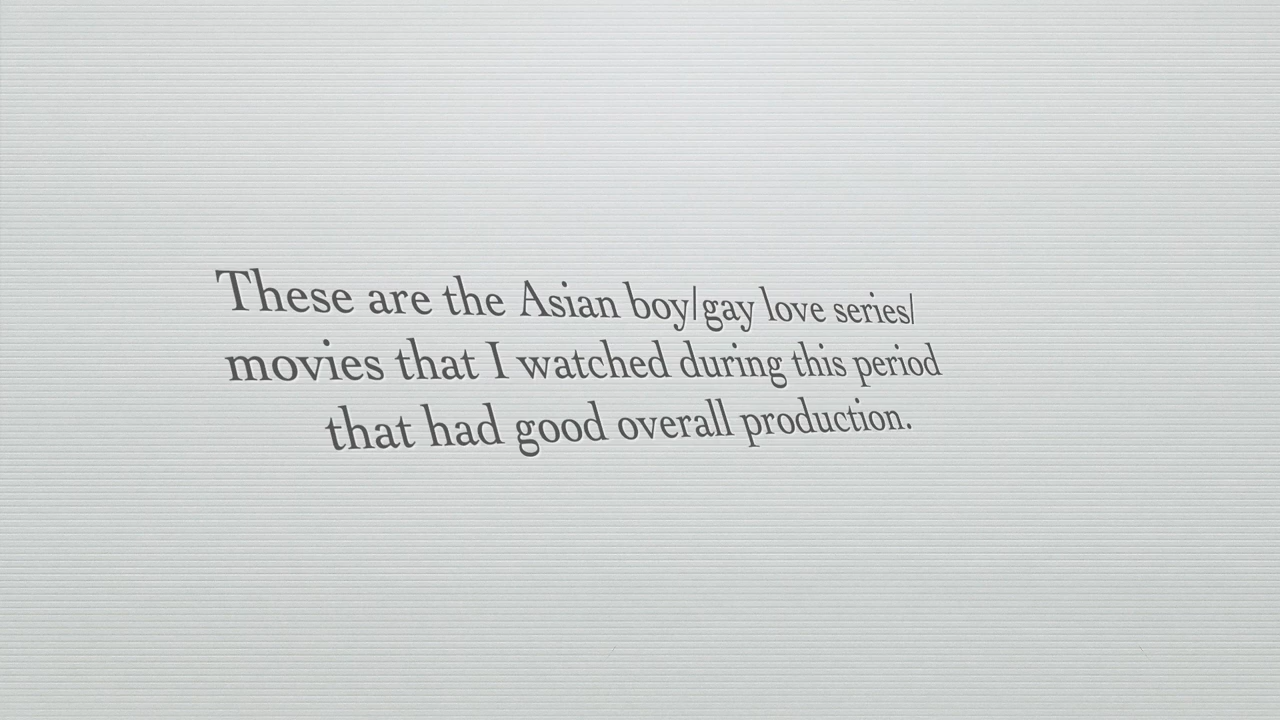 These are the Asian boy/gay love series/
movies that I watched during this period
that had good overall production.